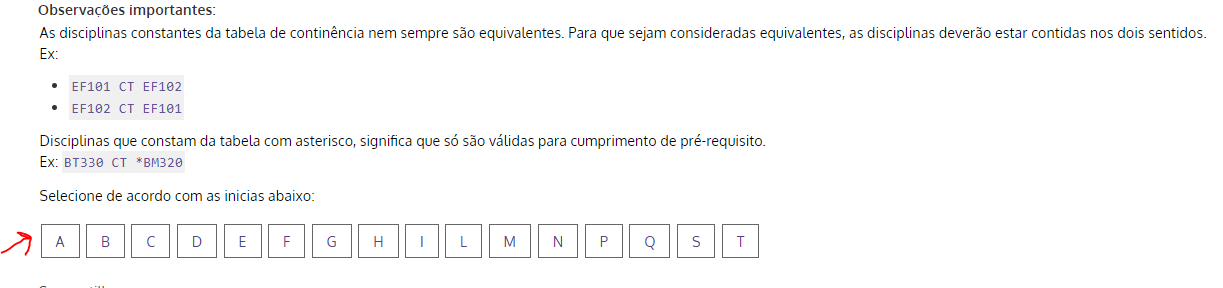 Observações importantes:
As disciplinas constantes da tabela de continência nem sempre são equivalentes. Para que sejam consideradas equivalentes, as disciplinas deverão estar contidas nos dois sentidos.
Ex:
EF101 CT EF102
EF102 CT EF101
Disciplinas que constam da tabela com asterisco, significa que só são válidas para cumprimento de pré-requisito.
Ex: BT330 CT *BM320
Selecione de acordo com as inicias abaixo:
A B C D E F G H I L M N P Q S T